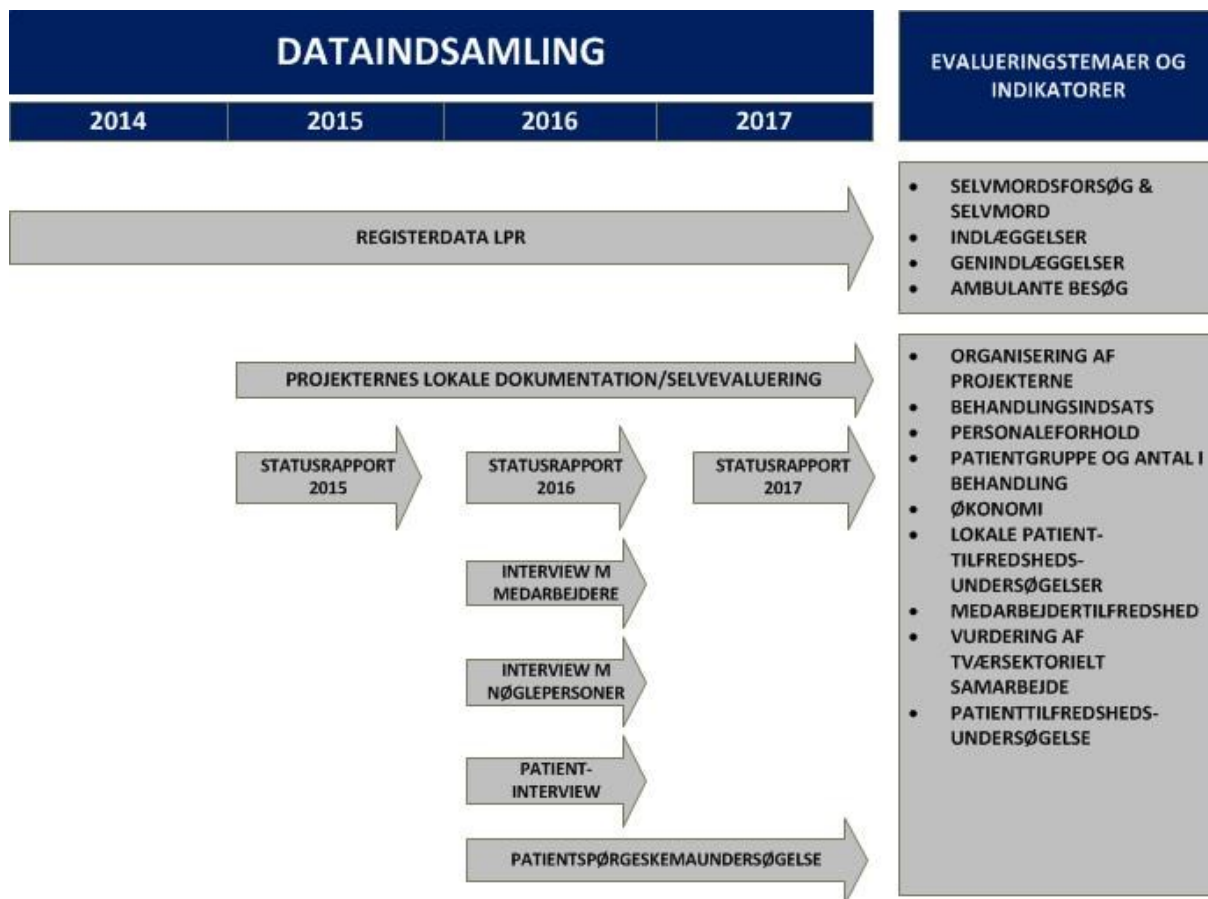 DATAINDSAMLING
2014 2015 2016 2017
REGISTERDATA LPR
PROJEKTERNES LOKALE DOKUMENTATION/SELVEVALUERING
STATUSRAPPORT
2015
STATUSRAPPORT
2016
STATUSRAPPORT
2017
INTERVIEW M
MEDARBEJDERE
INTERVIEW M
NØGLEPERSONER
PATIENT-
INTERVIEW
PATIENTSPØRGESKEMAUNDERSØGELSE
EVALUERINGSTEMAER OG
INDIKATORER
• SELVMORDSFORSØG &
SELVMORD
• INDLÆGGELSER
• GENINDLÆGGELSER
• AMBULANTE BESØG
• ORGANISERING AF
PROJEKTERNE
• BEHANDLINGSINDSATS
• PERSONALEFORHOLD
• PATIENTGRUPPE OG ANTAL I
BEHANDLING
• ØKONOMI
• LOKALE PATIENT-
TILFREDSHEDS-
UNDERSØGELSER
• MEDARBEJDERTILFREDSHED
• VURDERING AF
TVÆRSEKTORIELT
SAMARBEJDE
• PATIENTTILFREDSHEDS-
UNDERSØGELSE